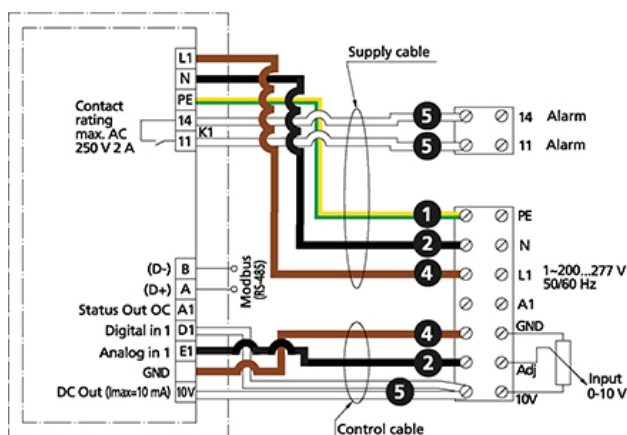 Supply cable
L1
N
PE
14
11
K1
Contact
rating
max. AC
250 V 2 A
5
14 Alarm
5
11 Alarm
1
PE
2
N
4
L1
1~200...277 V
50/60 Hz
A1
(D-) B
(D+) A
Modbus
(RS-485)
Status Out OC A1
Digital in 1 D1
Analog in 1 E1
GND
DC Out (Imax=10 mA) 10V
4
GND
2
Adj
5
10V
Input
0-10 V
Control cable